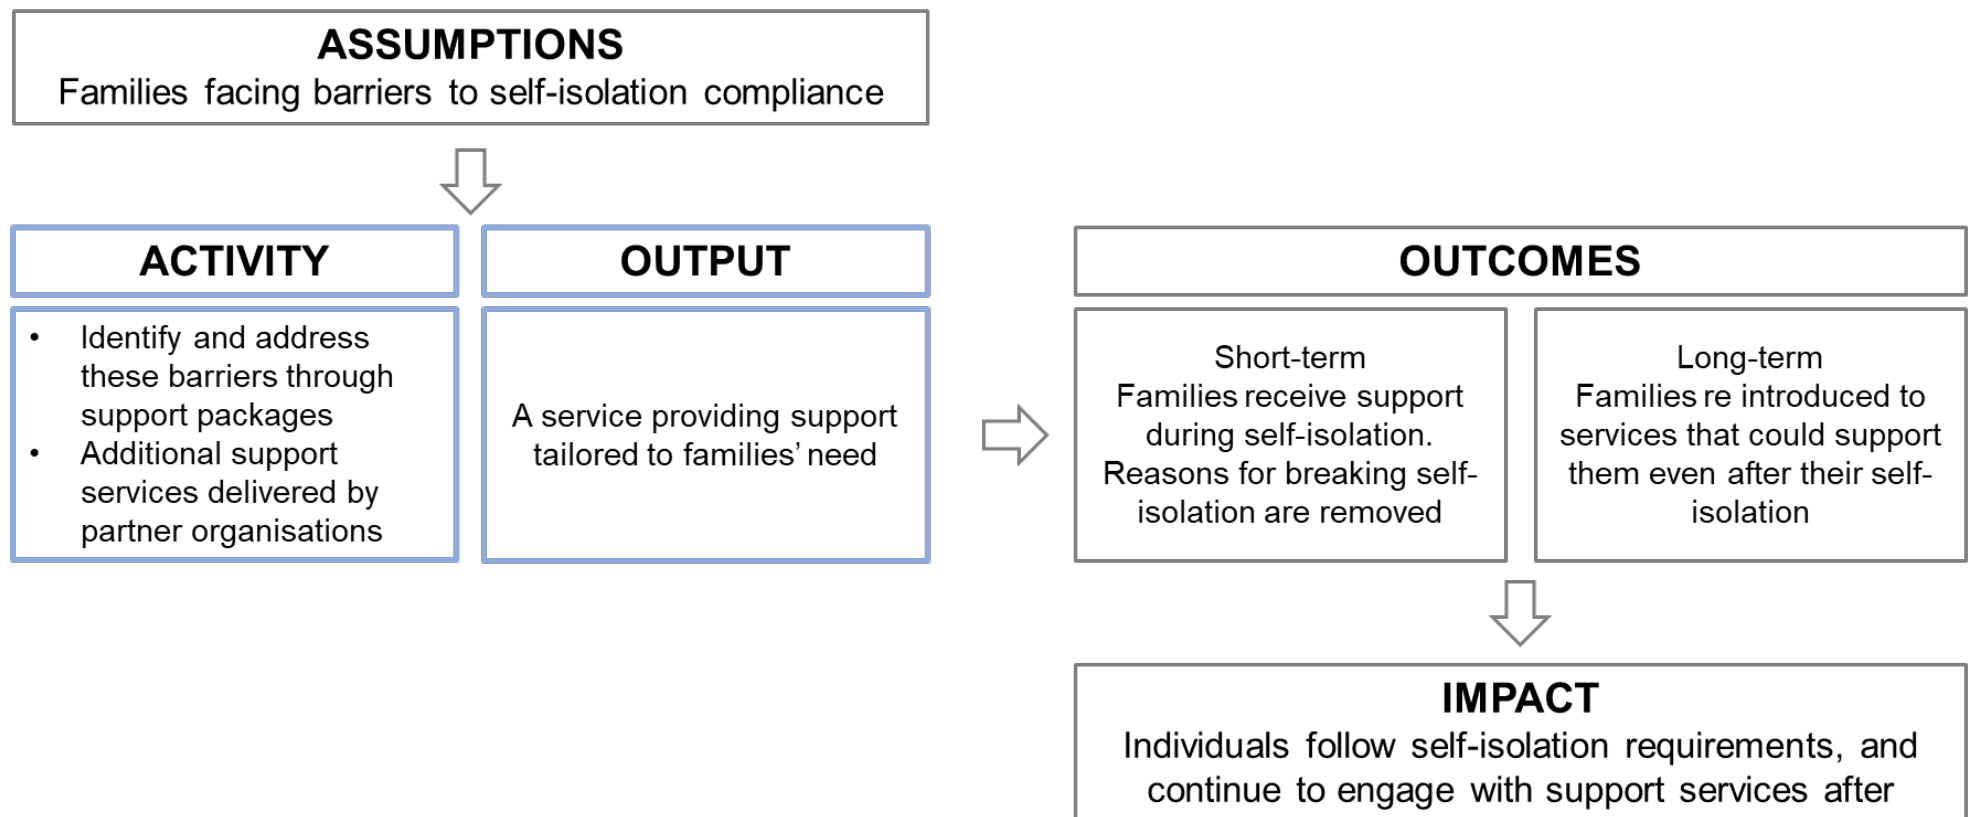 ASSUMPTIONS
Families facing barriers to self-isolation compliance
ACTIVITY
• Identify and address
these barriers through
support packages
• Additional support
services delivered by
partner organisations
OUTPUT
A service providing support
tailored to families’ need
OUTCOMES
Short-term
Families receive support
during self-isolation.
Reasons for breaking self-
isolation are removed
Long-term
Families re introduced to
services that could support
them even after their self-
isolation
IMPACT
Individuals follow self-isolation requirements, and
continue to engage with support services after